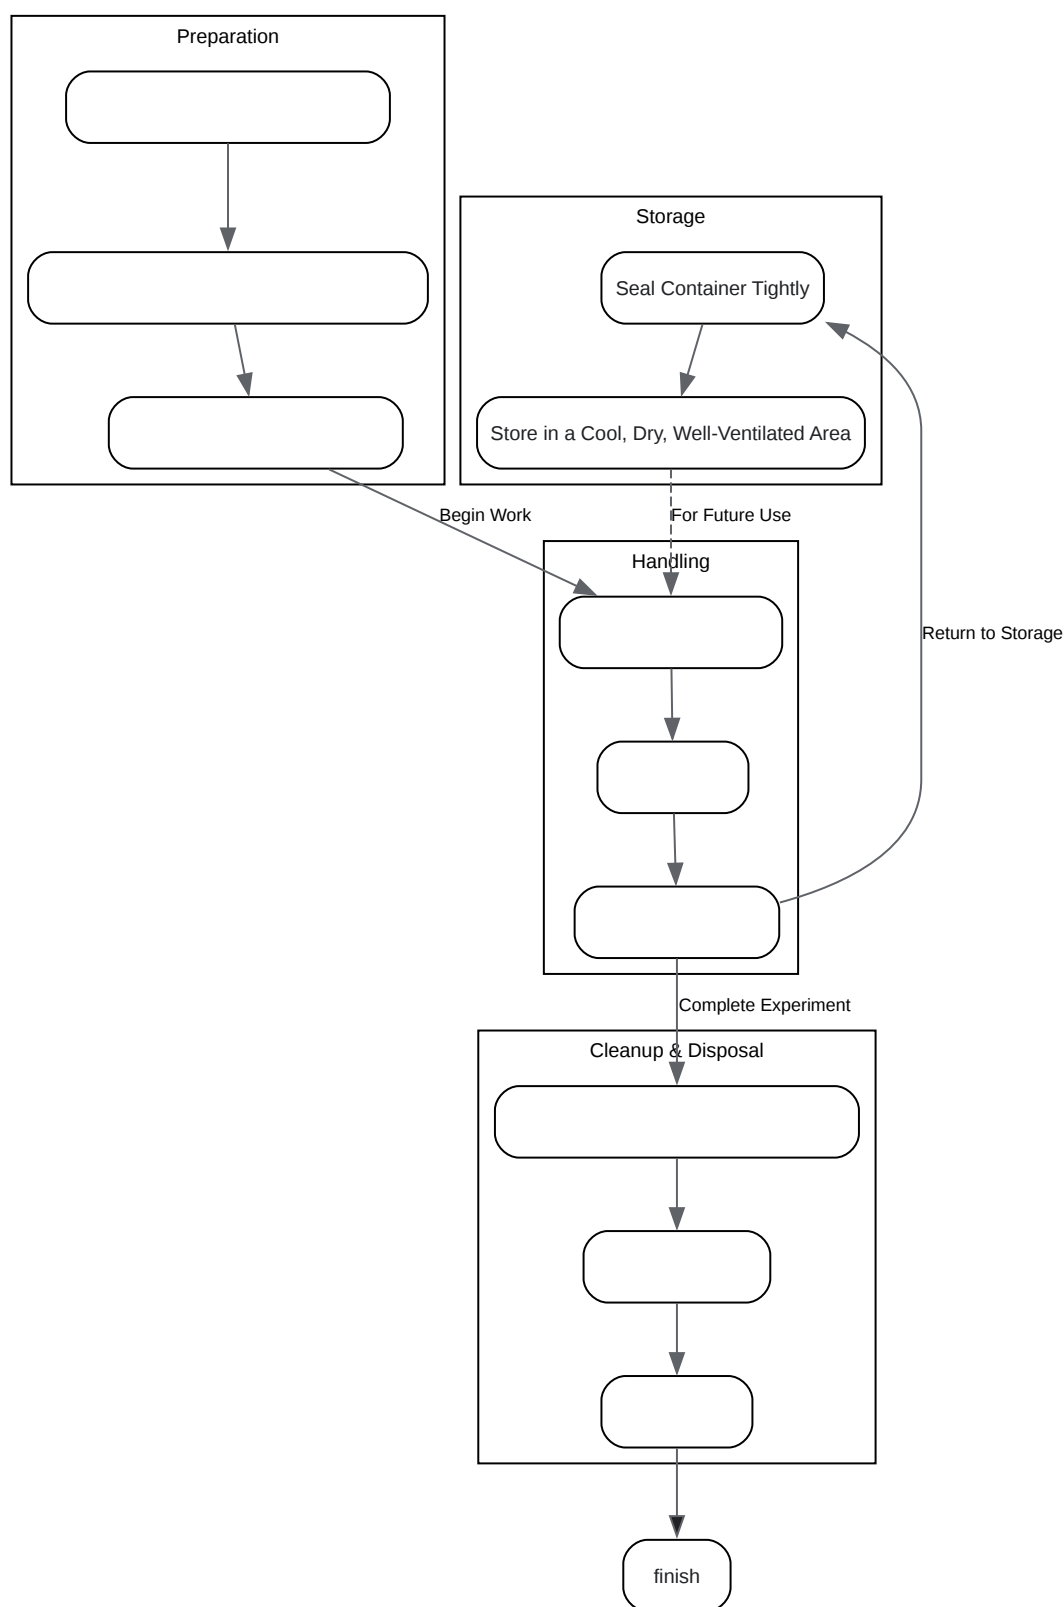 Preparation
Storage
Seal Container Tightly
Store in a Cool, Dry, Well-Ventilated Area
Begin Work
For Future Use
Handling
Return to Storage
Complete Experiment
Cleanup & Disposal
finish